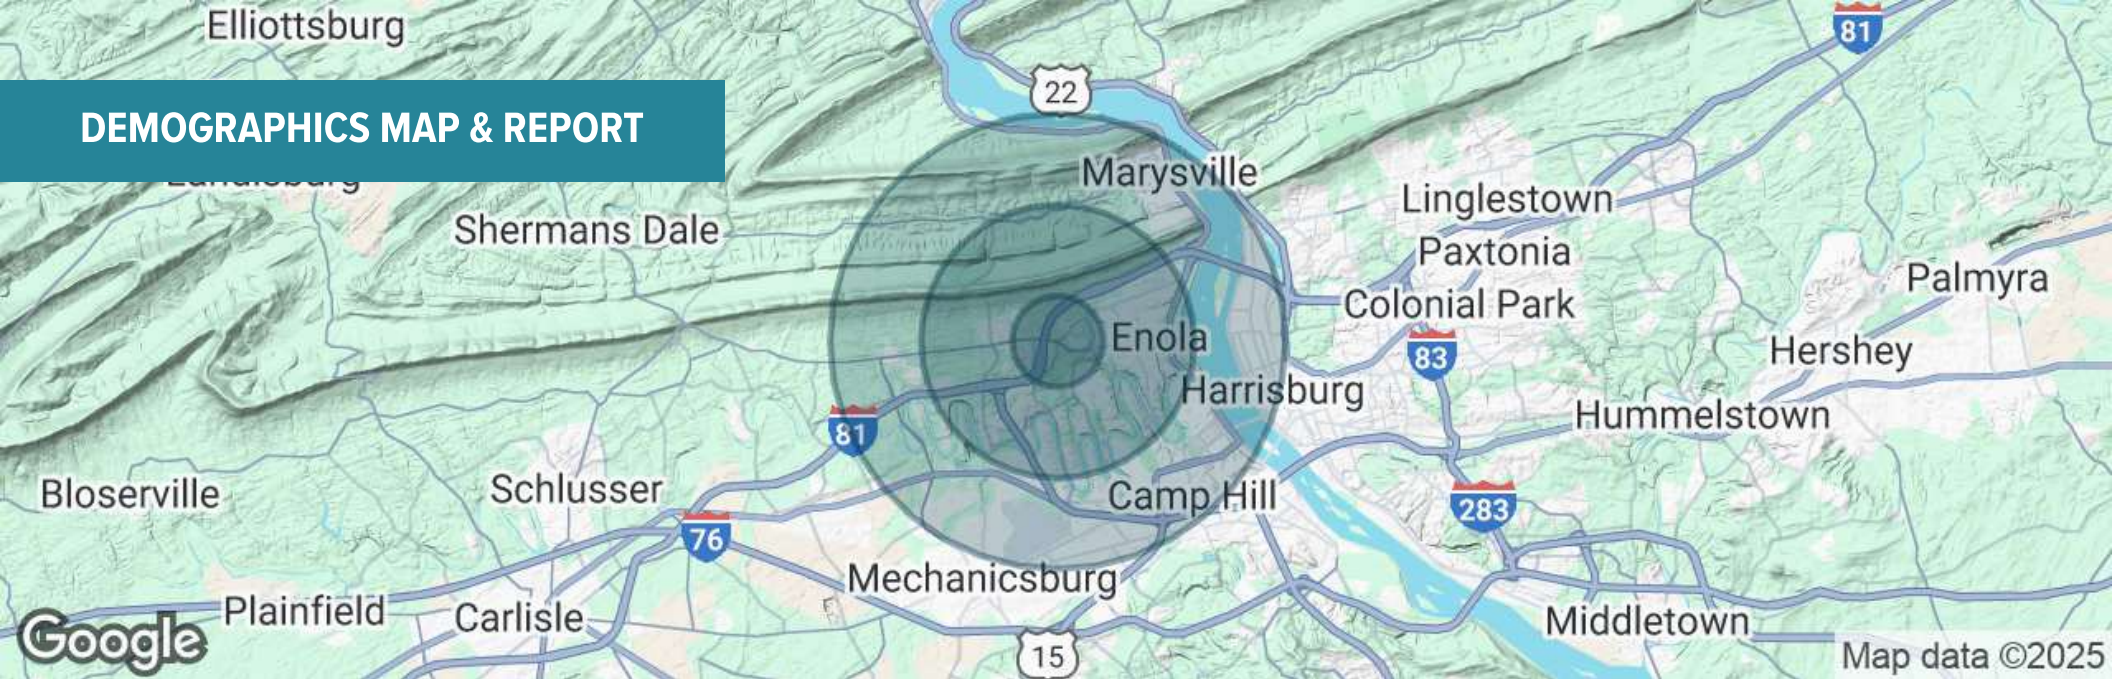 Elliottsburg
81
22
DEMOGRAPHICS MAP & REPORT
Marysville
Linglestown
Shermans Dale
Paxtonia
Palmyra
Colonial Park
Enola
83
Hershey
Harrisburg
Hummelstown
81
Bloserville
Schlusser
Camp Hill
283
76
Mechanicsburg
Plainfield
Carlisle
Middletown
Google
15
Map data ©2025